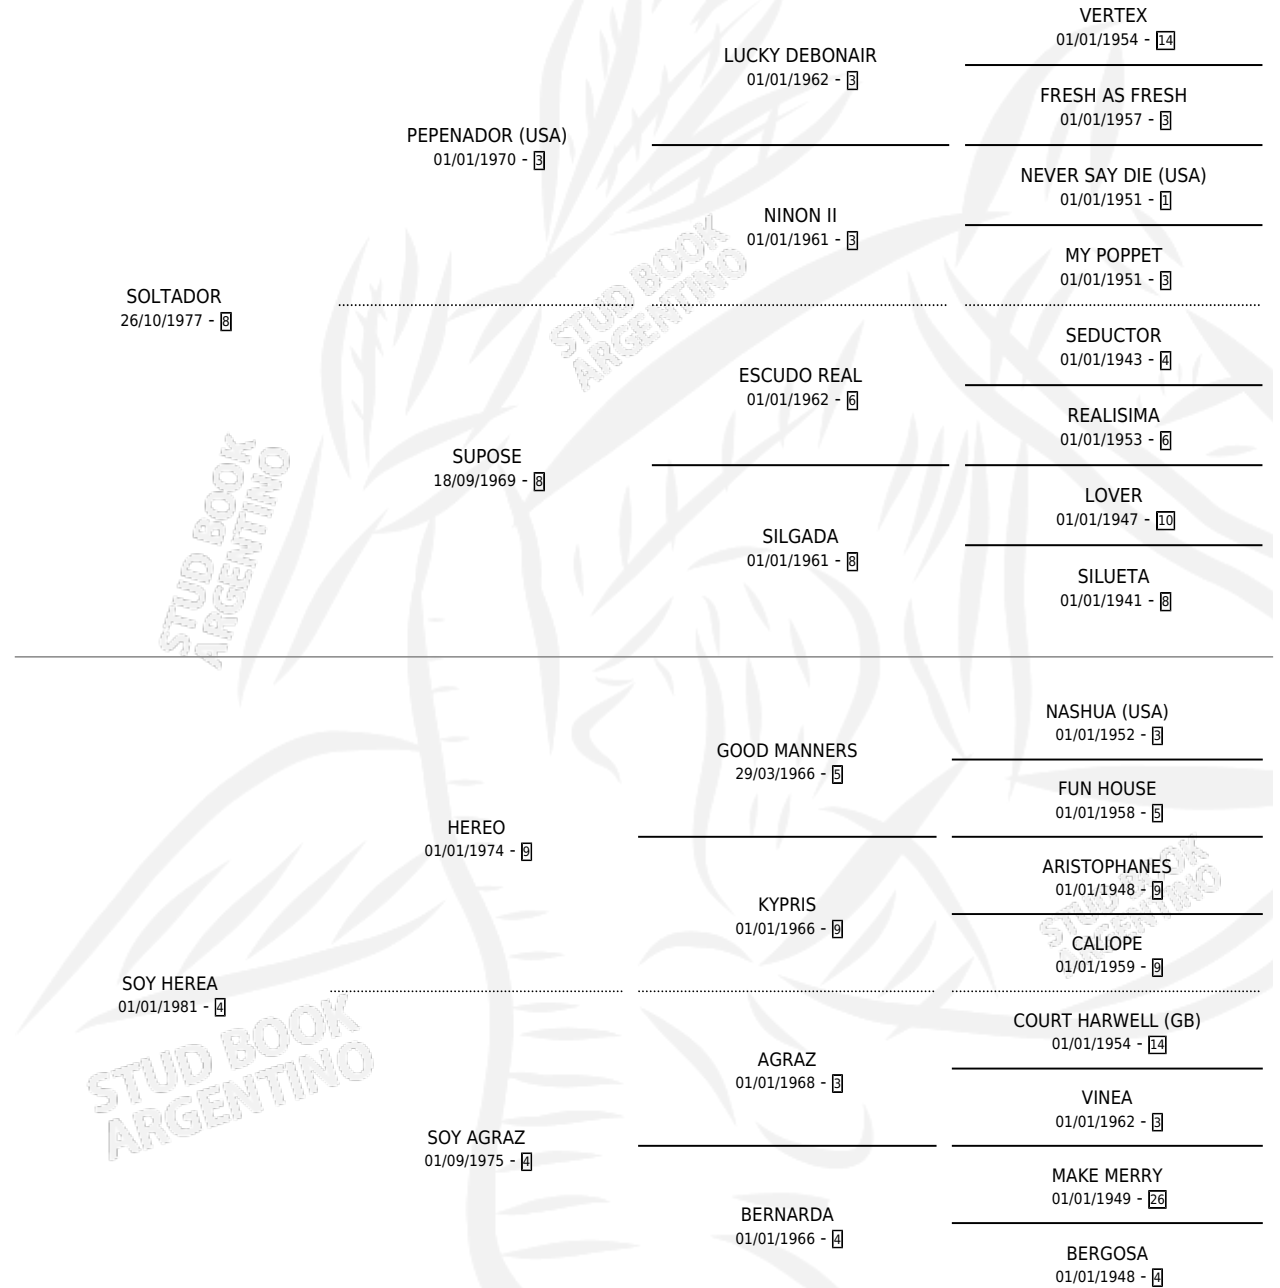 VERTEX
01/01/1954 - 14
LUCKY DEBONAIR
01/01/1962 - 3
FRESH AS FRESH
01/01/1957 - 3
PEPENADOR (USA)
01/01/1970 - 3
NEVER SAY DIE (USA)
01/01/1951 - 1
NINON II
01/01/1961 - 3
MY POPPET
01/01/1951 - 3
SOLTADOR
26/10/1977 - 8
STUD BOOK
ARGENTINO
SEDUCTOR
01/01/1943 - 4
ESCUDO REAL
01/01/1962 - 6
REALISIMA
01/01/1953 - 6
SUPOSE
18/09/1969 - 8
LOVER
01/01/1947 - 10
SILGADA
01/01/1961 - 8
SILUETA
01/01/1941 - 8
STUD BOOK
ARGENTINO
NASHUA (USA)
01/01/1952 - 3
GOOD MANNERS
29/03/1966 - 5
FUN HOUSE
01/01/1958 - 5
HEREO
01/01/1974 - 9
ARISTOPHANES
01/01/1948 - 9
KYPRIS
01/01/1966 - 9
STUD BOOK
ARGENTINO
CALIOPE
01/01/1959 - 9
SOY HEREA
01/01/1981 - 4
COURT HARWELL (GB)
01/01/1954 - 14
AGRAZ
01/01/1968 - 3
STUD BOOK
ARGENTINO
VINEA
01/01/1962 - 3
SOY AGRAZ
01/09/1975 - 4
MAKE MERRY
01/01/1949 - 26
BERNARDA
01/01/1966 - 4
BERGOSA
01/01/1948 - 4